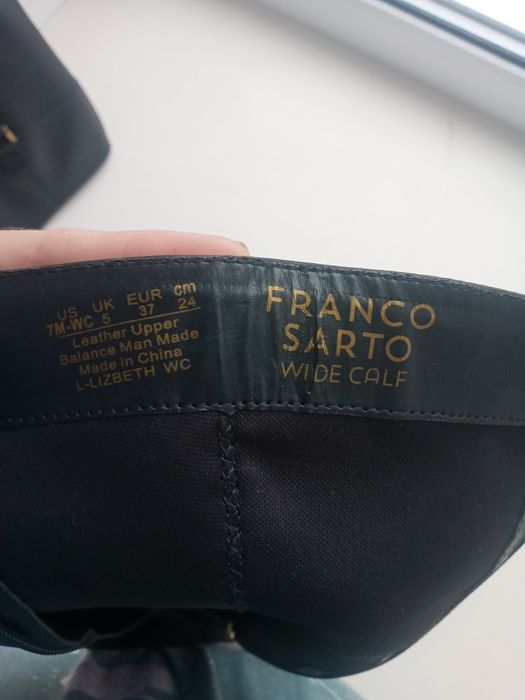 US UK EUR cm
7M-WC 5 37 24
Leather Upper
Balance Man Made
Made in China
L-LIZBETH WC
FRANCO
SARTO
WIDE CALF